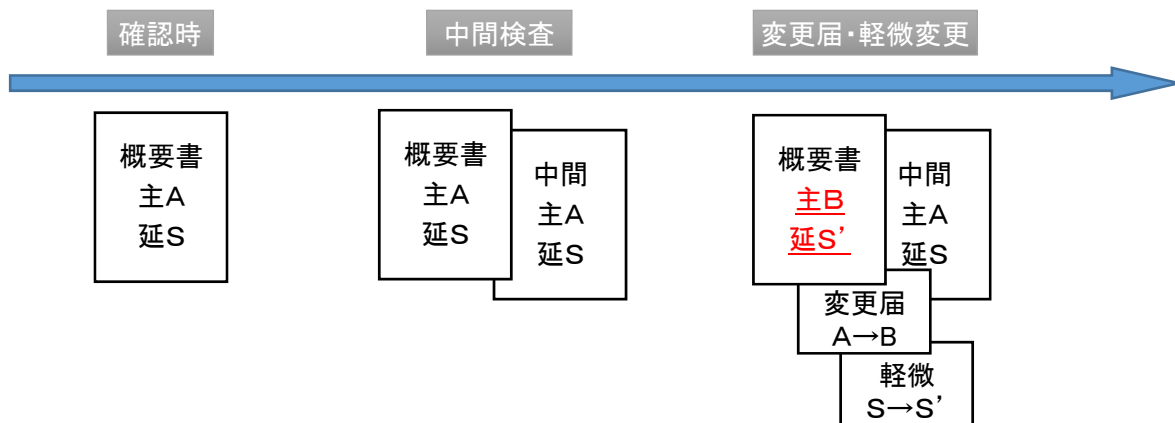 確認時
中間検査
変更届・軽微変更
概要書
主A
延S
概要書
主A
延S
中間
主A
延S
概要書
主B
延S’
中間
主A
延S
変更届
A→B
軽微
S→S’